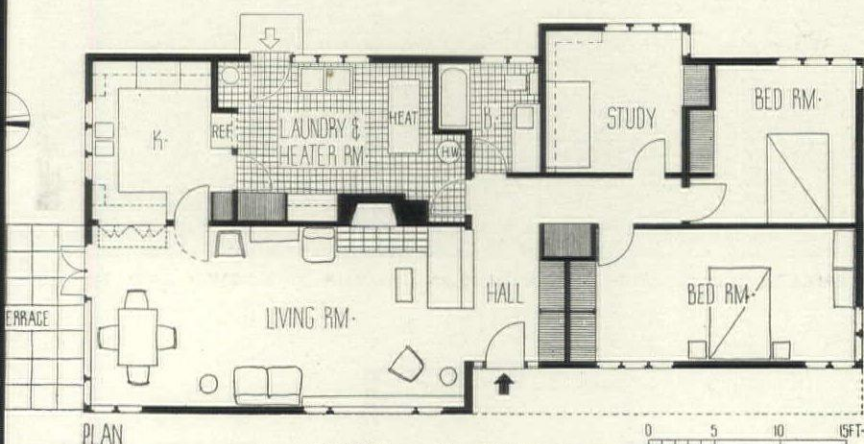 STUDY
BED RM.
K.
REF.
LAUNDRY &
HEATER RM.
HEAT
B.
H.W
ERRACE
LIVING RM.
HALL
BED RM.
PLAN
0 5 10 15FT.